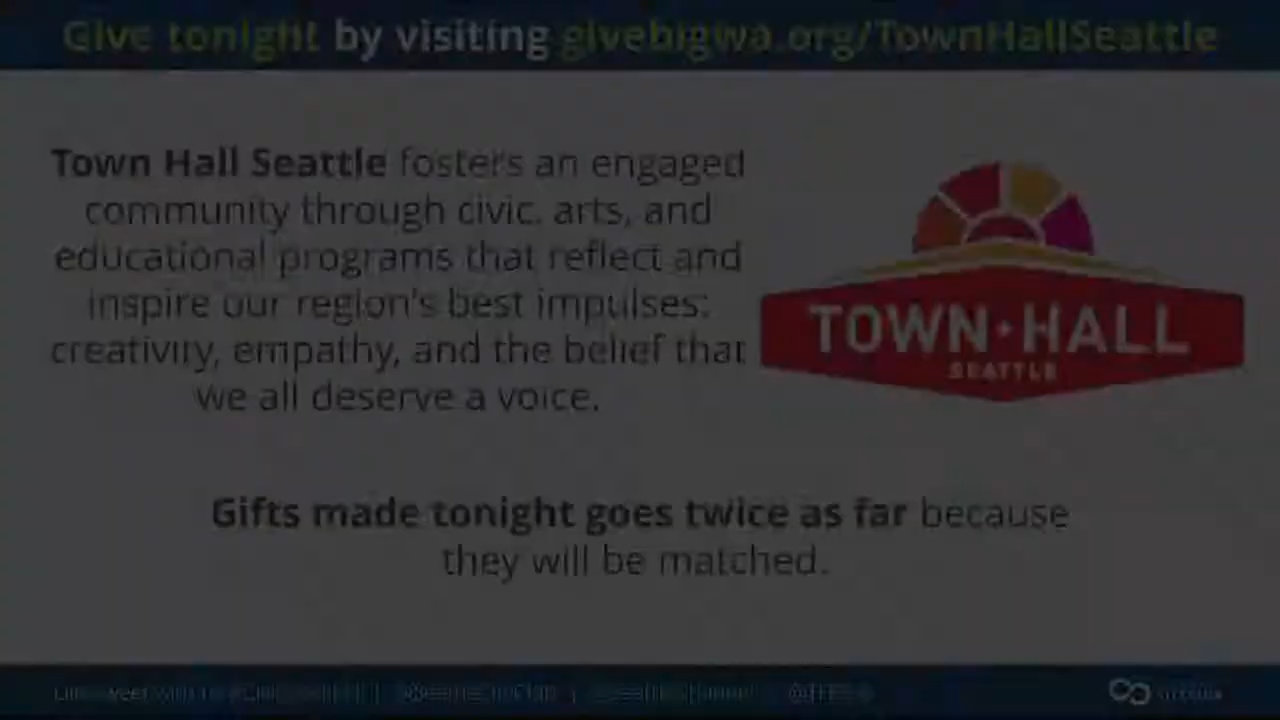 Give tonight by visiting givebigwa.org/TownHallSeattle
Town Hall Seattle fosters an engaged
community through civic, arts, and
educational programs that reflect and
inspire our region's best impulses:
creativity, empathy, and the belief that
we all deserve a voice.
TOWN HALL
SEATTLE
Gifts made tonight goes twice as far because
they will be matched.